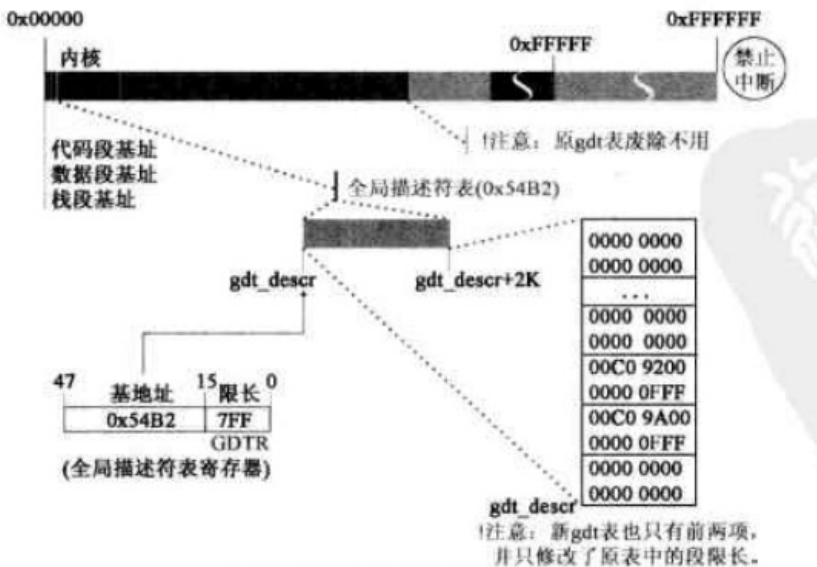 0x00000
0xFFFFFF
0xFFFFF
内核
禁止
中断
!注意：原gdt表废除不用
代码段基址
数据段基址
栈段基址
全局描述符表(0x54B2)
gdt_descr
gdt_descr+2K
0000 0000
0000 0000
...
0000 0000
0000 0000
00C0 9200
0000 0FFF
00C0 9A00
0000 0FFF
0000 0000
0000 0000
47
基地址
15
限长
0
0x54B2
7FF
GDTR
(全局描述符表寄存器)
gdt_descr
!注意：新gdt表也只有前两项，
并只修改了原表中的段限长。